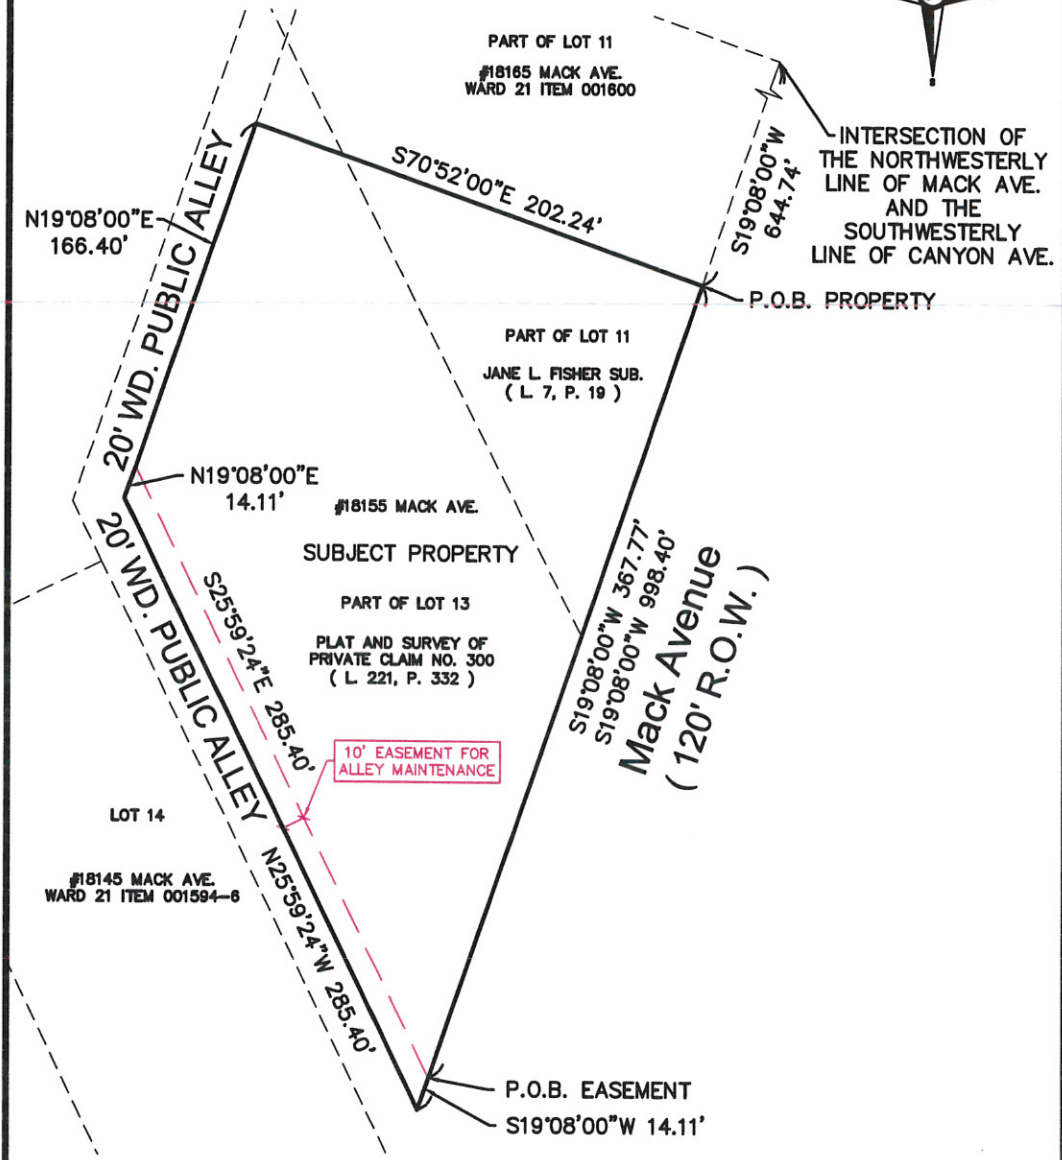 PART OF LOT 11
#18165 MACK AVE.
WARD 21 ITEM 001600
S
INTERSECTION OF
THE NORTHWESTERLY
LINE OF MACK AVE.
AND THE
SOUTHWESTERLY
LINE OF CANYON AVE.
S19°08'00"W
644.74'
S70°52'00"E 202.24'
N19°08'00"E
166.40'
20' WD. PUBLIC ALLEY
P.O.B. PROPERTY
PART OF LOT 11
JANE L. FISHER SUB.
( L. 7, P. 19 )
N19°08'00"E
14.11'
#18155 MACK AVE.
SUBJECT PROPERTY
PART OF LOT 13
PLAT AND SURVEY OF
PRIVATE CLAIM NO. 300
( L. 221, P. 332 )
S19°08'00"W 367.77'
S19°08'00"W 998.40'
Mack Avenue
( 120' R.O.W. )
20' WD. PUBLIC ALLEY
S25°59'24"E 285.40'
10' EASEMENT FOR
ALLEY MAINTENANCE
LOT 14
#18145 MACK AVE.
WARD 21 ITEM 001594-6
N25°59'24"W 285.40'
P.O.B. EASEMENT
S19°08'00"W 14.11'